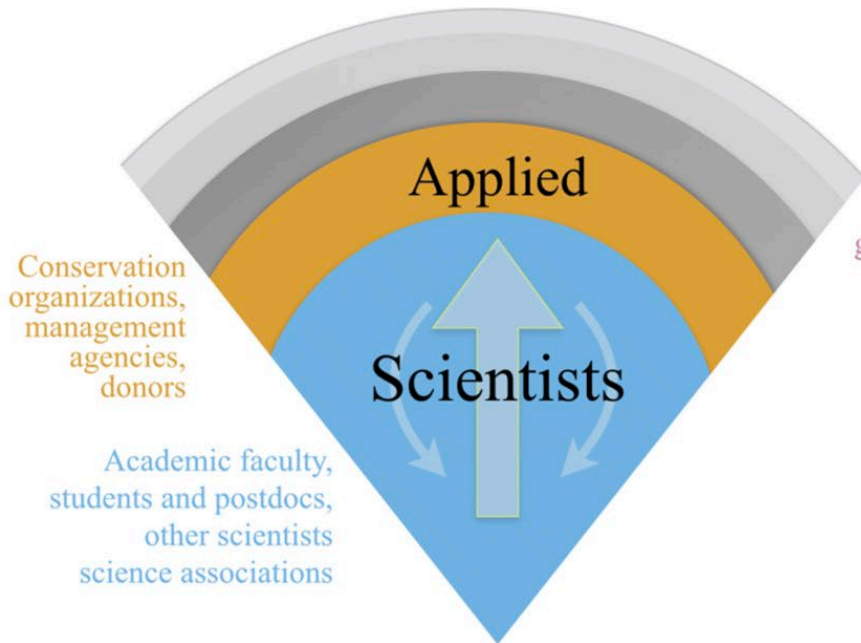 Applied
Conservation
organizations,
management
agencies,
donors
Scientists
Academic faculty,
students and postdocs,
other scientists
science associations